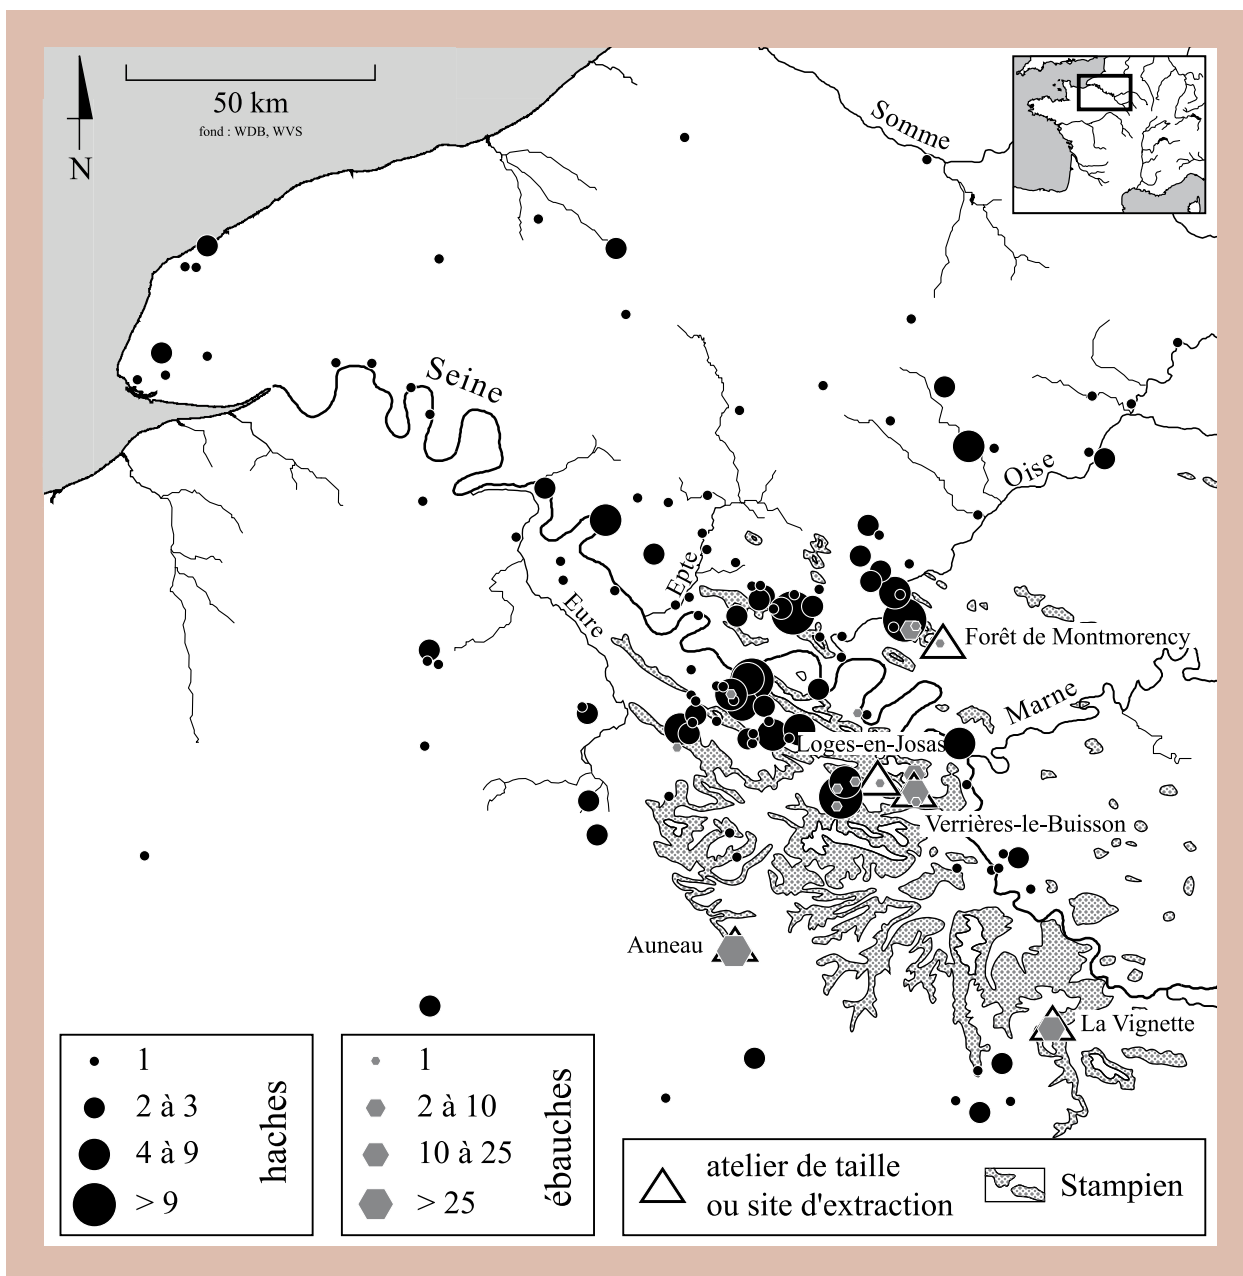 50 km
fond : WDB, WVS
N
Somme
Seine
Oise
Epte
Eure
Forêt de Montmorency
Marne
Loges-en-Josas
Verrières-le-Buisson
Auneau
La Vignette
1
2 à 3
4 à 9
> 9
haches
1
2 à 10
10 à 25
> 25
ébauches
atelier de taille
ou site d'extraction
Stampien